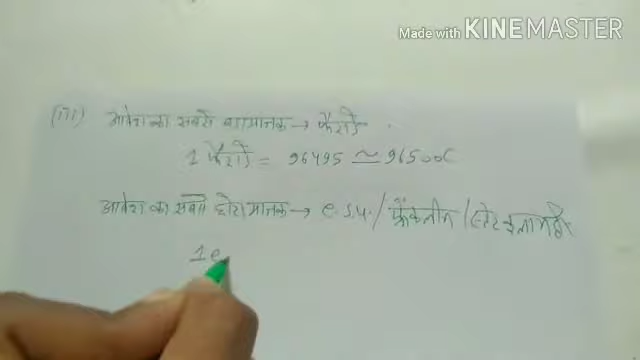 Made with KINEMASTER
(iii) आवेश का सबसे बड़ा मात्रक → फैराडे
1 फैराडे = 96495 ≃ 96500C
आवेश का सबसे छोटा मात्रक → e.s.u. / फ्रैंकलीन /
1e